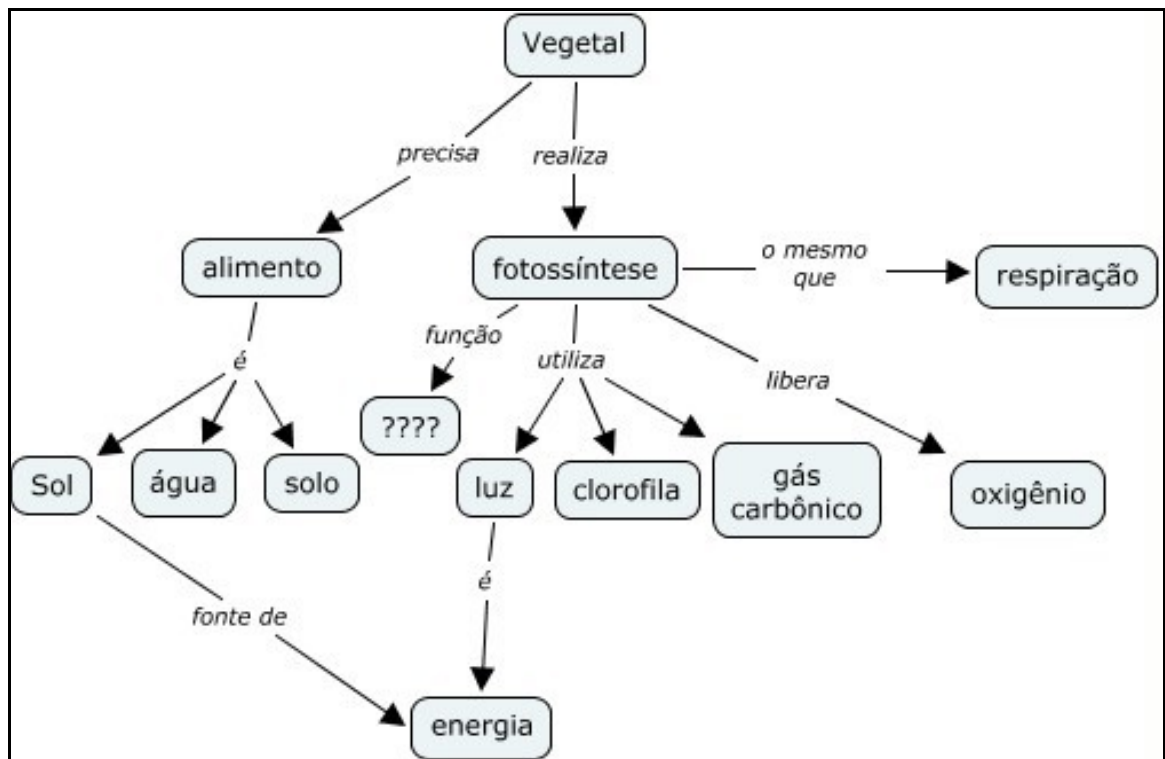 Vegetal
precisa
realiza
alimento
fotossíntese
o mesmo
que
respiração
é
função
utiliza
libera
????
Sol
água
solo
luz
clorofila
gás
carbônico
oxigênio
é
fonte de
energia